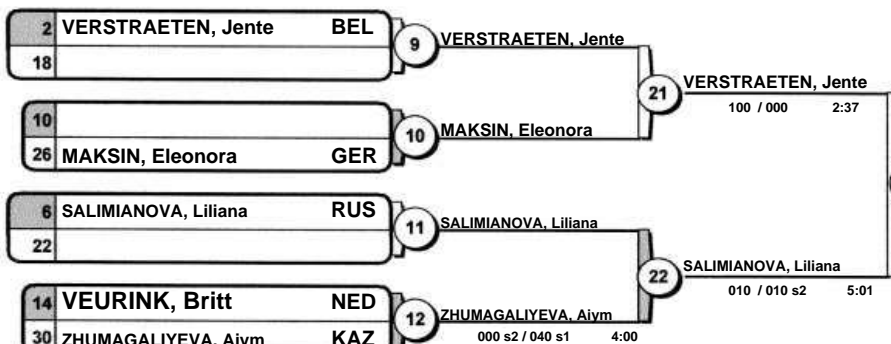 2 VERSTRAETEN, Jente BEL
18
9 VERSTRAETEN, Jente
10
26 MAKSIN, Eleonora GER
10 MAKSIN, Eleonora
21 VERSTRAETEN, Jente
100 / 000 2:37
6 SALIMIANOVA, Liliana RUS
22
11 SALIMIANOVA, Liliana
14 VEURINK, Britt NED
30 ZHUMAGALIYEVA, Aiym KAZ
12 ZHUMAGALIYEVA, Aiym
000 s2 / 040 s1 4:00
22 SALIMIANOVA, Liliana
010 / 010 s2 5:01